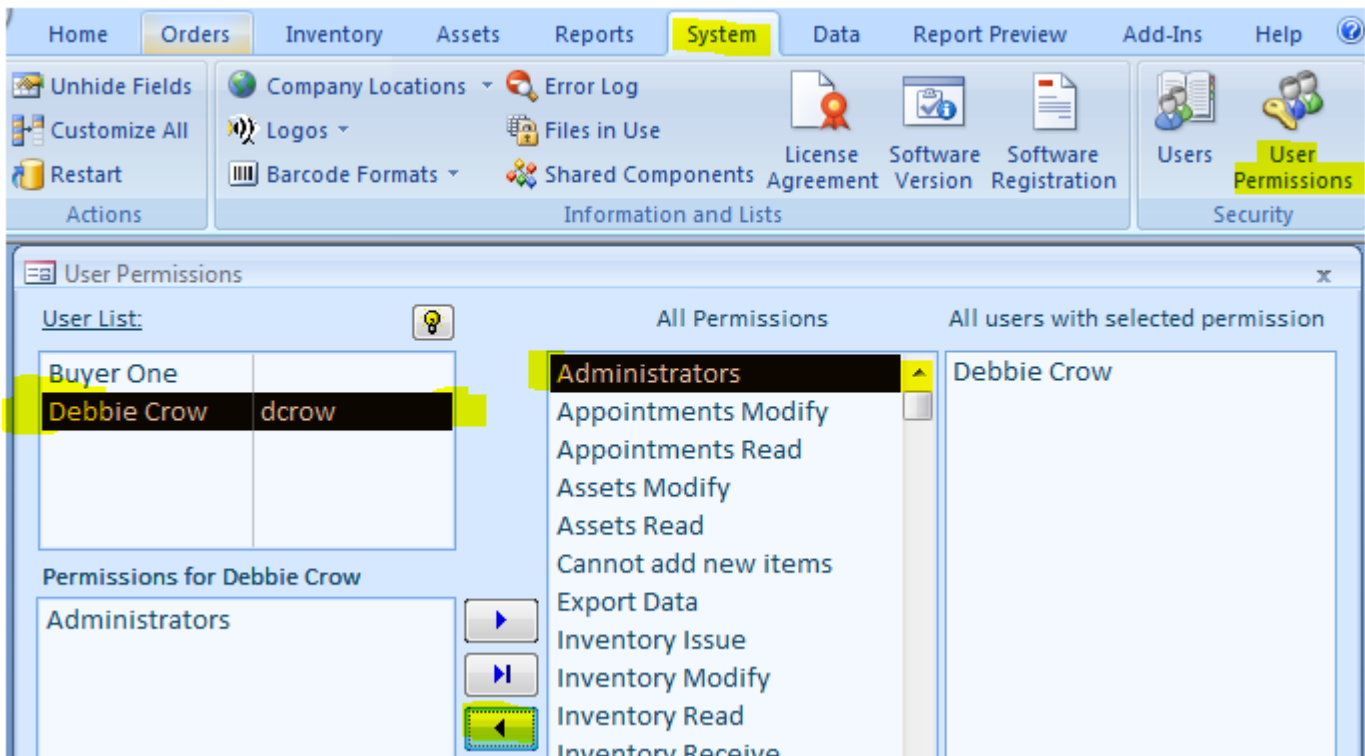 Home Orders Inventory Assets Reports System Data Report Preview Add-Ins Help
Unhide Fields
Customize All
Restart
Actions
Company Locations
Logos
Barcode Formats
Error Log
Files in Use
Shared Components
License
Agreement
Software
Version
Software
Registration
Information and Lists
Users
User
Permissions
Security
User Permissions
x
User List:
Buyer One
Debbie Crow dcrow
Permissions for Debbie Crow
Administrators
All Permissions
Administrators
Appointments Modify
Appointments Read
Assets Modify
Assets Read
Cannot add new items
Export Data
Inventory Issue
Inventory Modify
Inventory Read
Inventory Receive
All users with selected permission
Debbie Crow